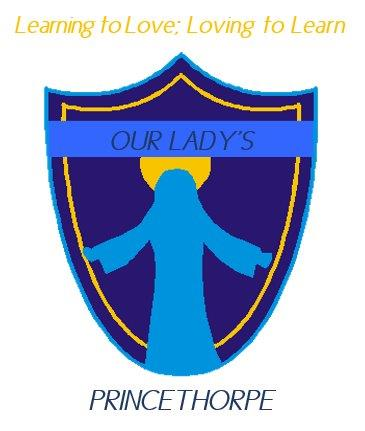 Learning to Love; Loving to Learn
OUR LADY'S
PRINCETHORPE